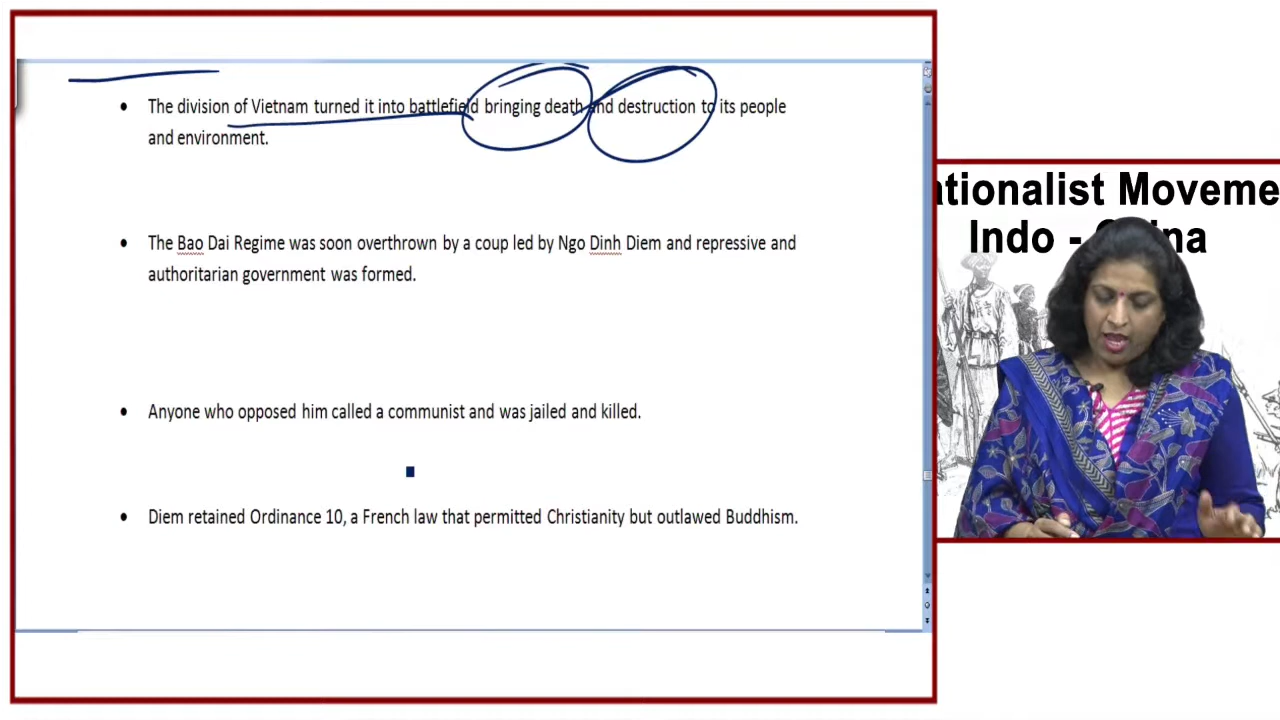 The division of Vietnam turned it into battlefield bringing death and destruction to its people
and environment.
The Bao Dai Regime was soon overthrown by a coup led by Ngo Dinh Diem and repressive and
authoritarian government was formed.
Anyone who opposed him called a communist and was jailed and killed.
Diem retained Ordinance 10, a French law that permitted Christianity but outlawed Buddhism.
ationalist Moveme
Indo -